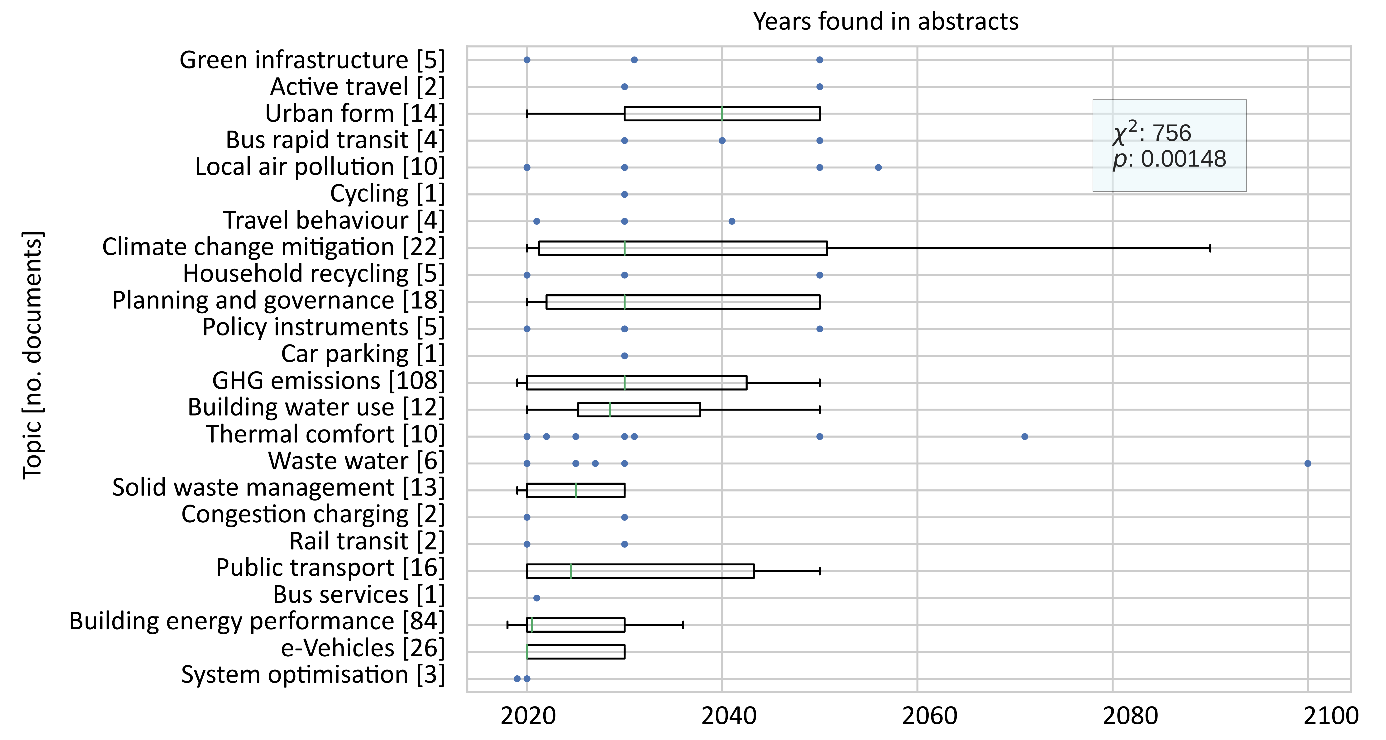 Years found in abstracts
Green infrastructure [5]
Active travel [2]
Urban form [14]
Bus rapid transit [4]
Local air pollution [10]
Cycling [1]
Travel behaviour [4]
Climate change mitigation [22]
Household recycling [5]
Planning and governance [18]
Policy instruments [5]
Car parking [1]
GHG emissions [108]
Building water use [12]
Thermal comfort [10]
Waste water [6]
Solid waste management [13]
Congestion charging [2]
Rail transit [2]
Public transport [16]
Bus services [1]
Building energy performance [84]
e-Vehicles [26]
System optimisation [3]
Topic [no. documents]
χ²: 756
p: 0.00148
2020 2040 2060 2080 2100